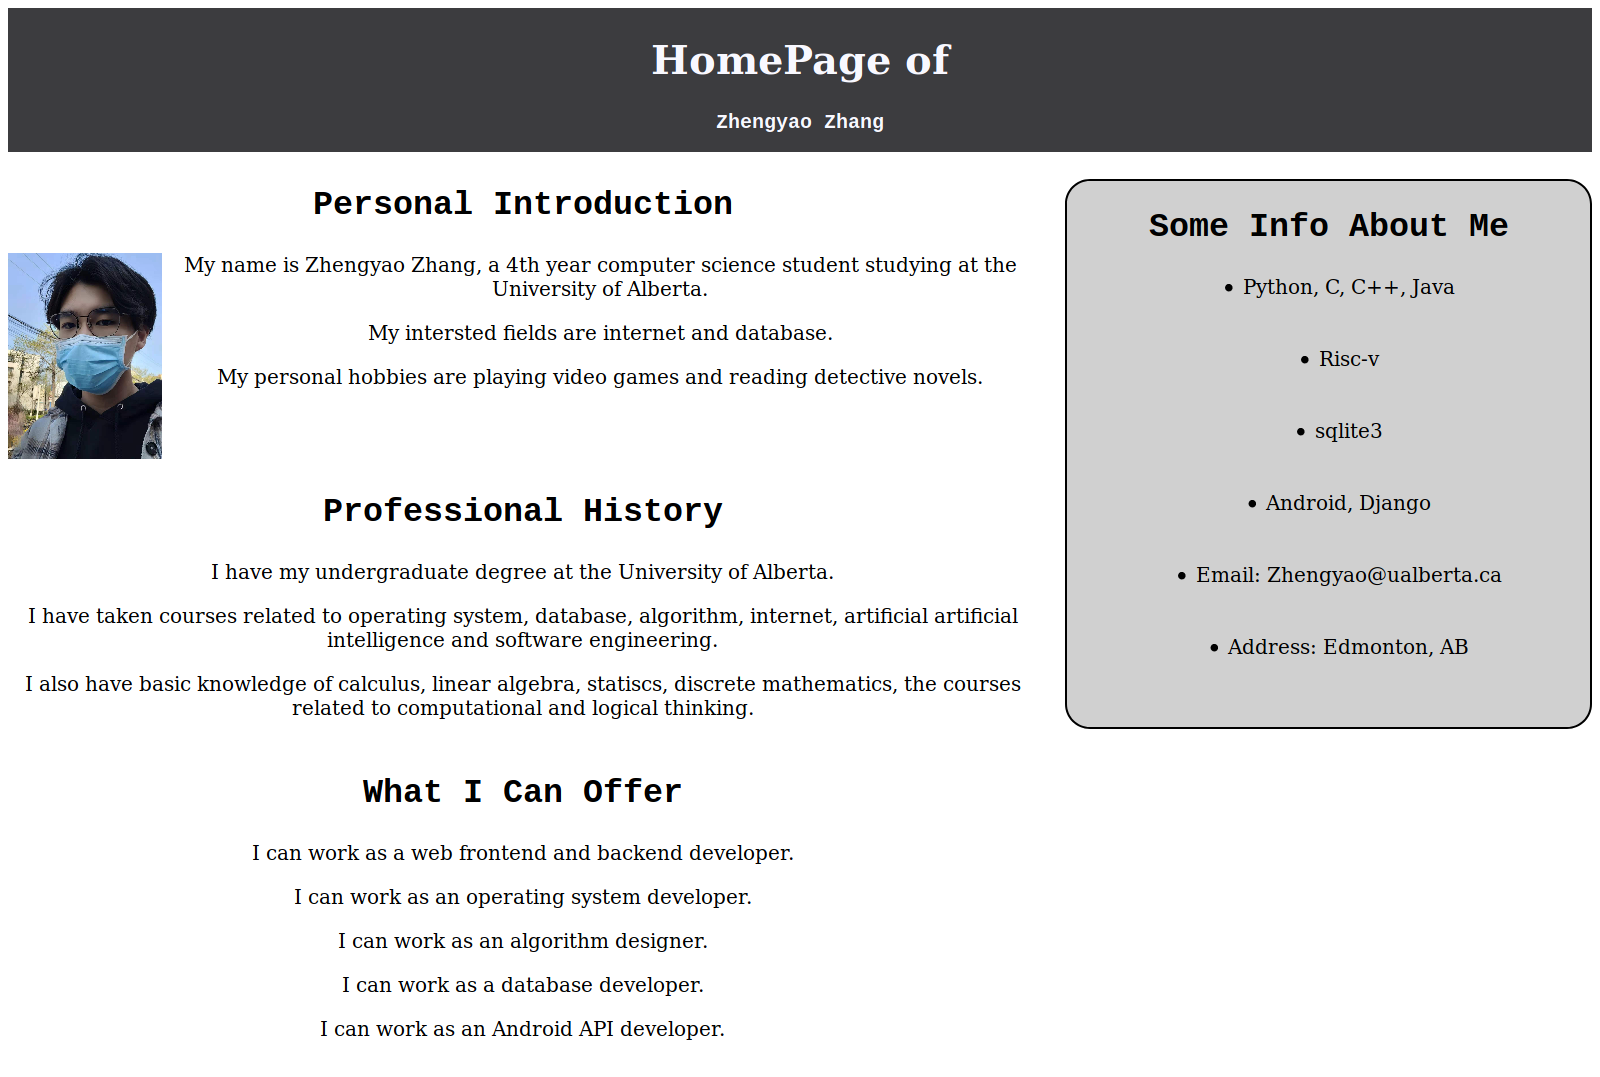 HomePage of
Zhengyao Zhang
Personal Introduction
My name is Zhengyao Zhang, a 4th year computer science student studying at the
University of Alberta.
My intersted fields are internet and database.
My personal hobbies are playing video games and reading detective novels.
Professional History
I have my undergraduate degree at the University of Alberta.
I have taken courses related to operating system, database, algorithm, internet, artificial artificial
intelligence and software engineering.
I also have basic knowledge of calculus, linear algebra, statiscs, discrete mathematics, the courses
related to computational and logical thinking.
What I Can Offer
I can work as a web frontend and backend developer.
I can work as an operating system developer.
I can work as an algorithm designer.
I can work as a database developer.
I can work as an Android API developer.
Some Info About Me
• Python, C, C++, Java
• Risc-v
• sqlite3
• Android, Django
• Email: Zhengyao@ualberta.ca
• Address: Edmonton, AB